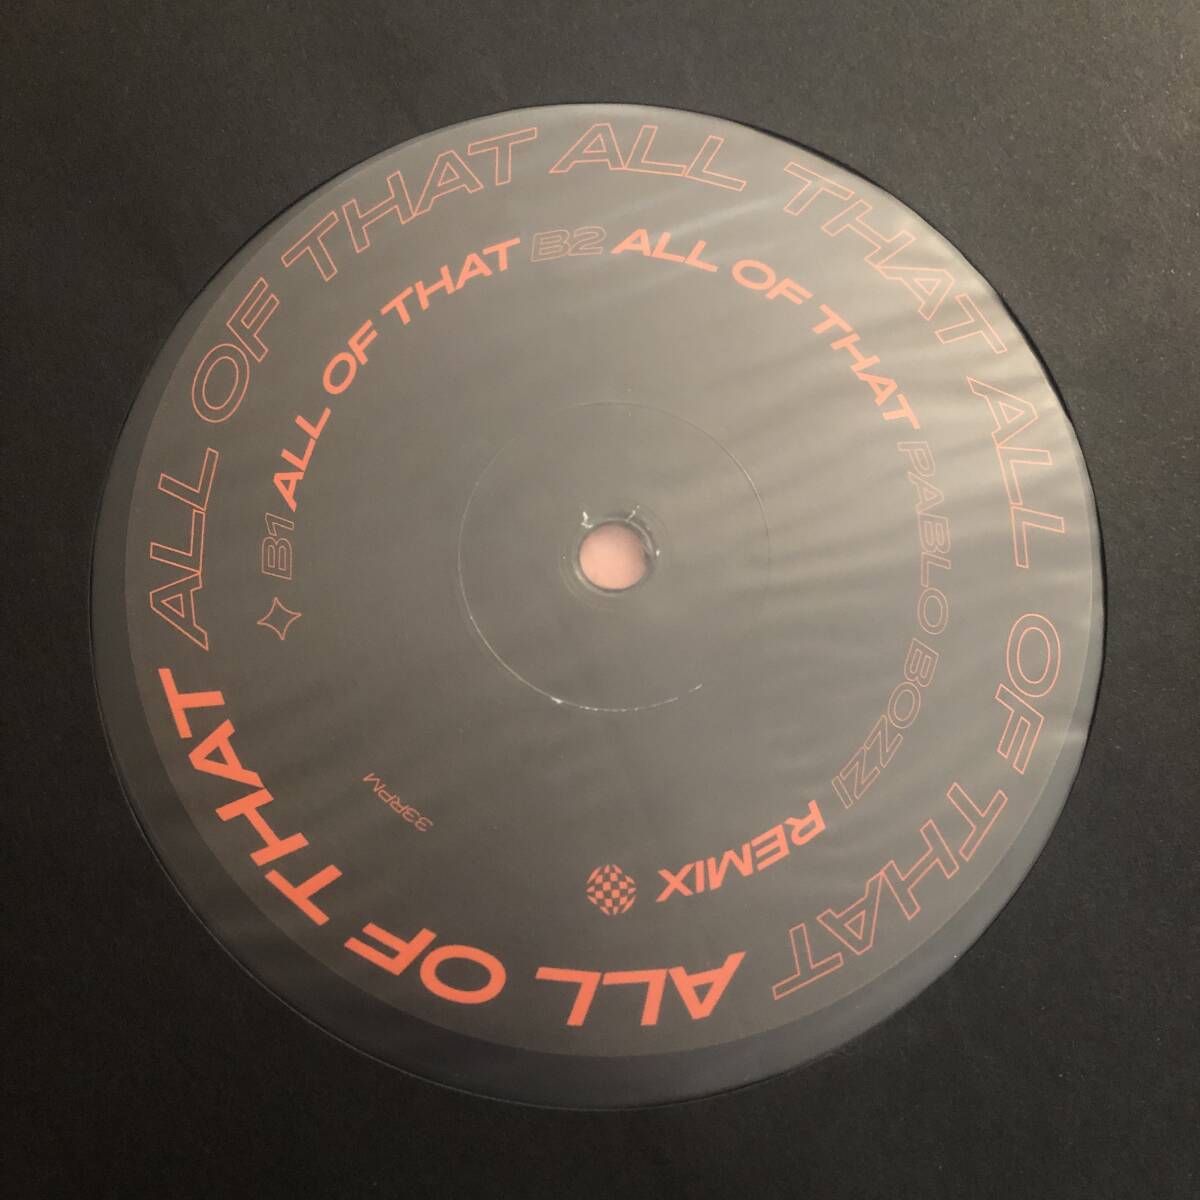 ALL OF THAT ALL OF THAT ALL THAT ALL OF THAT
B1 ALL OF THAT B2 ALL OF THAT PABLO BOZZI REMIX
33RPM